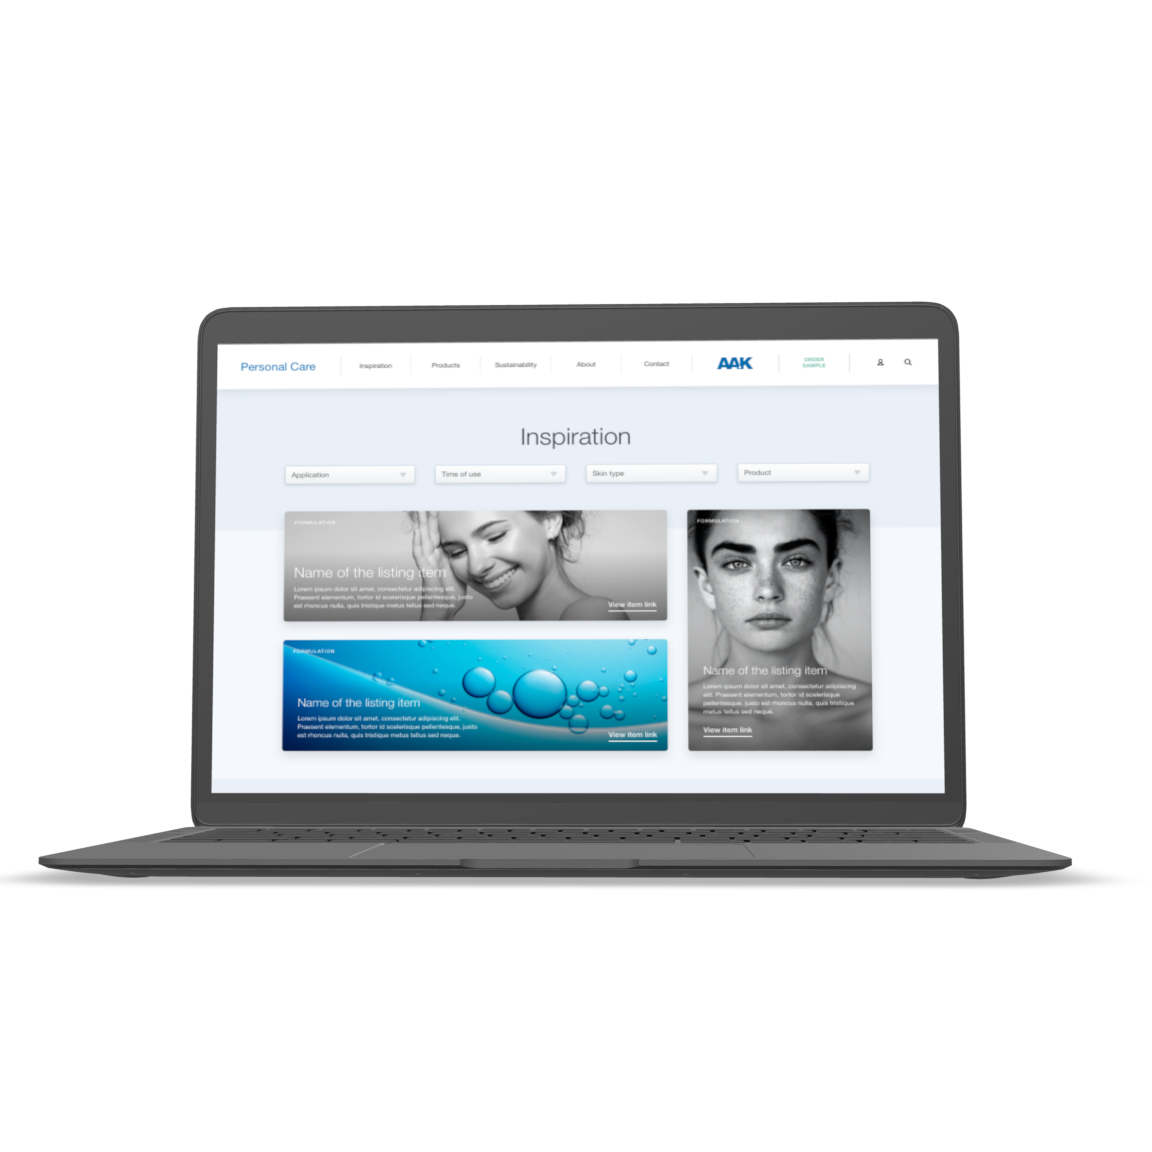 Personal Care
Inspiration
Products
Sustainability
About
Contact
AAK
ORDER
SAMPLE
Inspiration
Application
Time of use
Skin type
Product
FORMULATION
Name of the listing item
Lorem ipsum dolor sit amet, consectetur adipiscing elit.
Praesent elementum, tortor id scelerisque pellentesque, justo
est rhoncus nulla, quis tristique metus tellus sed neque.
View item link
FORMULATION
Name of the listing item
Lorem ipsum dolor sit amet, consectetur adipiscing elit.
Praesent elementum, tortor id scelerisque pellentesque, justo
est rhoncus nulla, quis tristique metus tellus sed neque.
View item link
FORMULATION
Name of the listing item
Lorem ipsum dolor sit amet, consectetur adipiscing
elit. Praesent elementum, tortor id scelerisque
pellentesque, justo est rhoncus nulla, quis tristique
metus tellus sed neque.
View item link